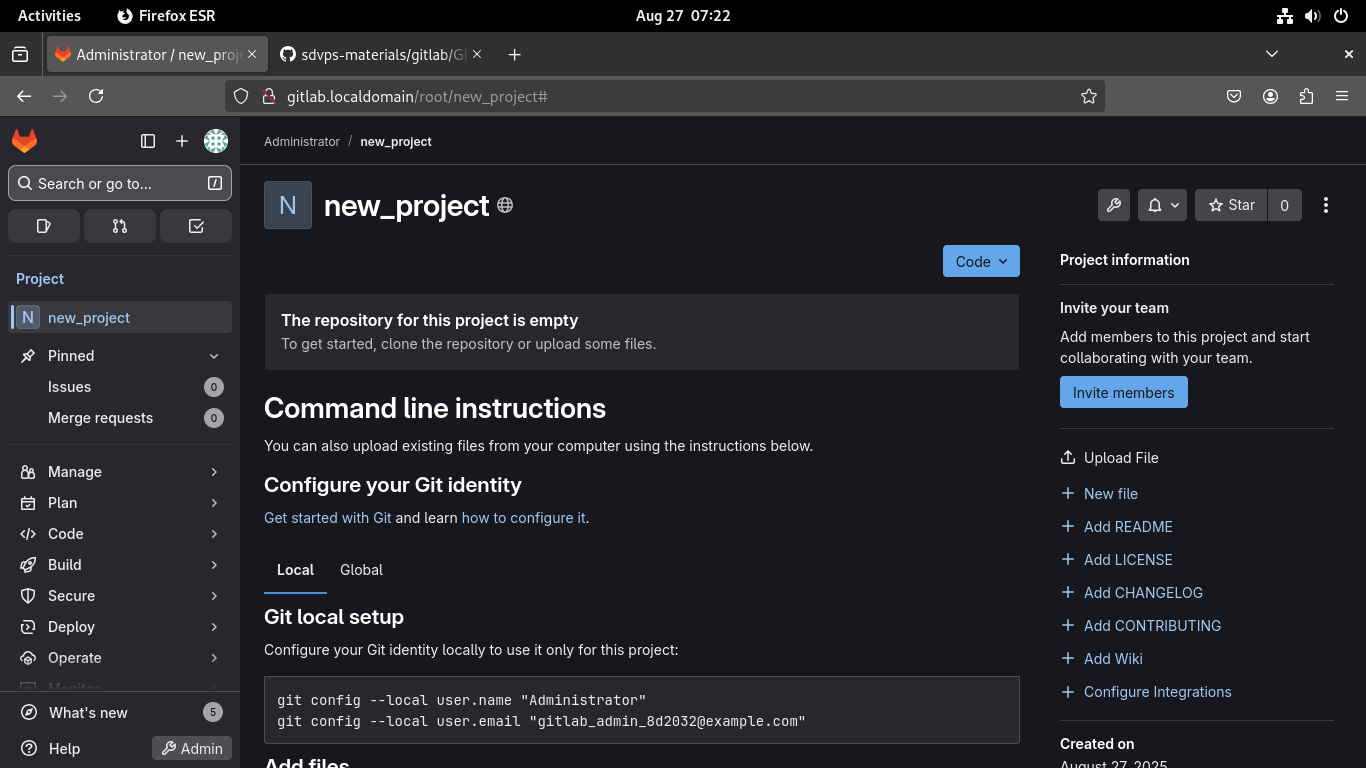 Activities
Firefox ESR
Aug 27 07:22
Administrator / new_proje
sdvps-materials/gitlab/GI
gitlab.localdomain/root/new_project#
Search or go to...
/
Project
N new_project
Pinned
Issues 0
Merge requests 0
Manage
Plan
Code
Build
Secure
Deploy
Operate
Monitor
What's new 5
Help
Admin
Administrator / new_project
N
new_project
Star 0
Code
The repository for this project is empty
To get started, clone the repository or upload some files.
Command line instructions
You can also upload existing files from your computer using the instructions below.
Configure your Git identity
Get started with Git and learn how to configure it.
Local Global
Git local setup
Configure your Git identity locally to use it only for this project:
git config --local user.name "Administrator"
git config --local user.email "gitlab_admin_8d2032@example.com"
Add files
Project information
Invite your team
Add members to this project and start
collaborating with your team.
Invite members
Upload File
New file
Add README
Add LICENSE
Add CHANGELOG
Add CONTRIBUTING
Add Wiki
Configure Integrations
Created on
August 27, 2025